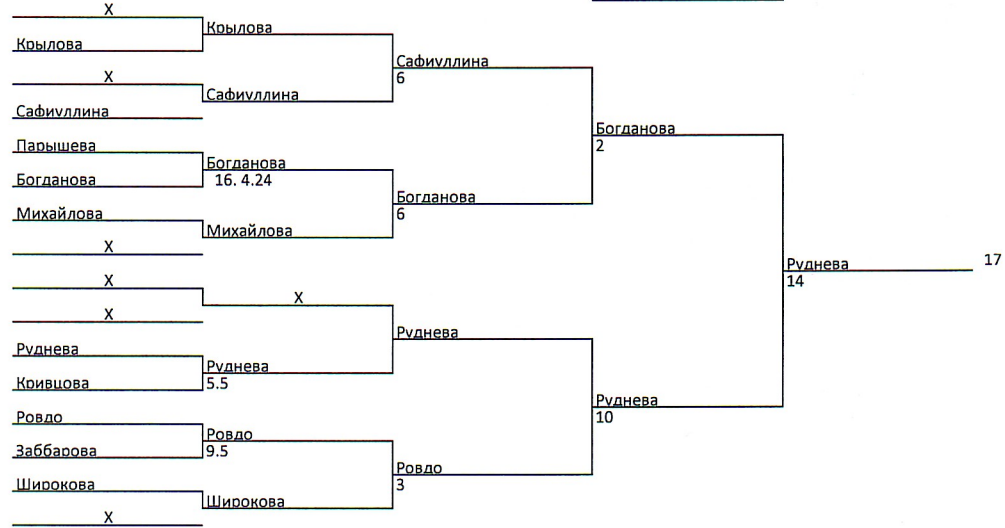 X
Крылова
X
Сафиуллина
Парышева
Богданова
Михайлова
X
X
X
Руднева
Кривцова
Ровдо
Заббарова
Широкова
X
Крылова
Сафиуллина
Богданова
16. 4.24
Михайлова
X
Руднева
5.5
Ровдо
9.5
Широкова
Сафиуллина
6
Богданова
6
Руднева
Ровдо
3
Богданова
2
Руднева
10
Руднева
14
17